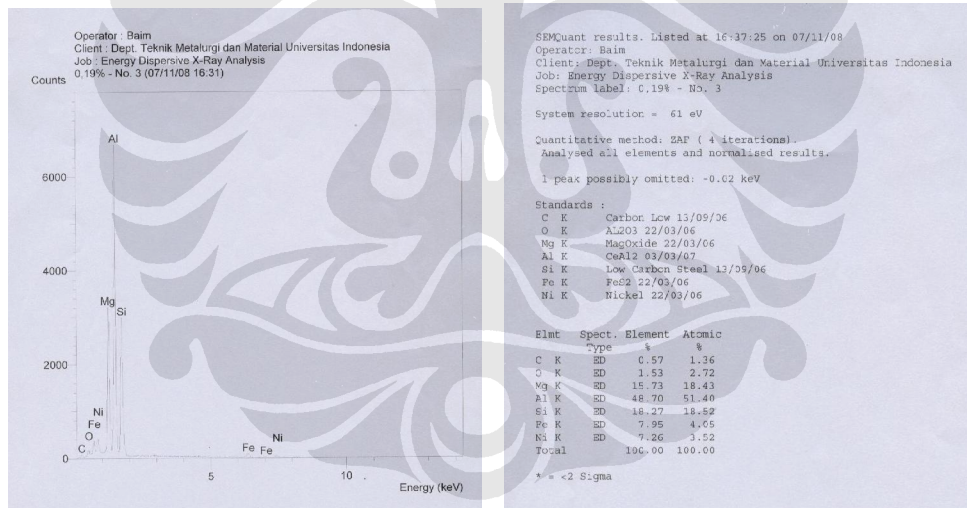 Operator : Baim
Client : Dept. Teknik Metalurgi dan Material Universitas Indonesia
Job : Energy Dispersive X-Ray Analysis
0,19% - No. 3 (07/11/08 16:31)
Counts
Al
6000
4000
Mg
Si
2000
Ni
Fe
O
C
Fe
Fe
Ni
0
5
10
Energy (keV)
SEMQuant results. Listed at 16:37:25 on 07/11/08
Operator: Baim
Client: Dept. Teknik Metalurgi dan Material Universitas Indonesia
Job: Energy Dispersive X-Ray Analysis
Spectrum label: 0,19% - No. 3
System resolution = 61 eV
Quantitative method: ZAF ( 4 iterations).
Analysed all elements and normalised results.
1 peak possibly omitted: -0.02 keV
Standards :
C K Carbon Low 13/09/06
O K AL2O3 22/03/06
Mg K MagOxide 22/03/06
Al K CeAl2 03/03/07
Si K Low Carbon Steel 13/09/06
Fe K FeS2 22/03/06
Ni K Nickel 22/03/06
Elmt Spect. Element Atomic
Type % %
C K ED 0.57 1.36
O K ED 1.53 2.72
Mg K ED 15.73 18.43
Al K ED 48.70 51.40
Si K ED 18.27 18.52
Fe K ED 7.95 4.05
Ni K ED 7.26 3.52
Total 100.00 100.00
* = <2 Sigma